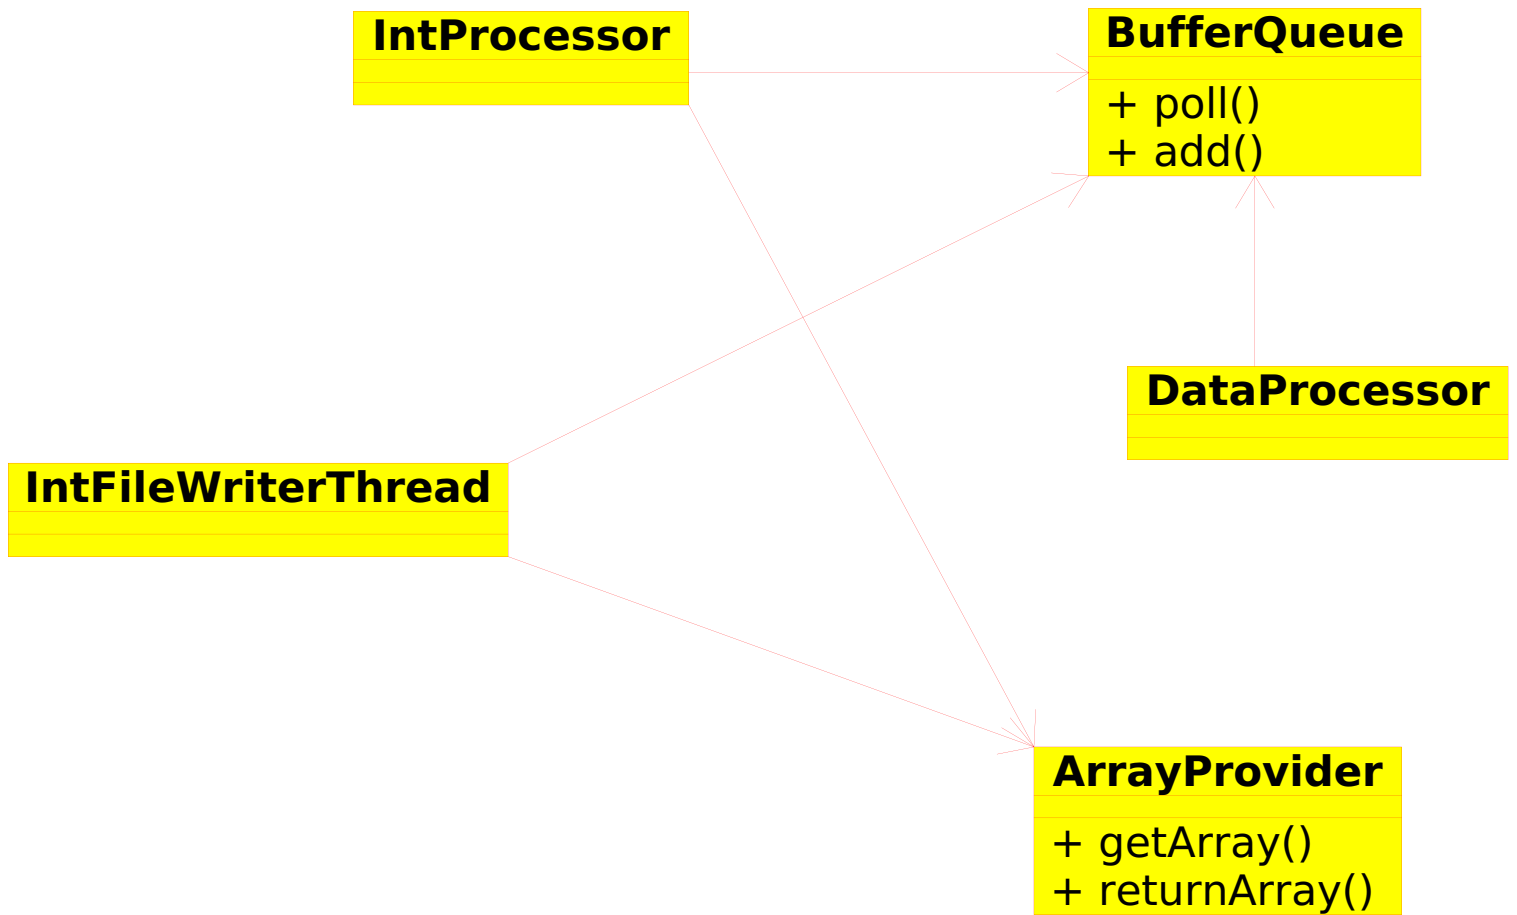 IntProcessor
BufferQueue
+ poll()
+ add()
DataProcessor
IntFileWriterThread
ArrayProvider
+ getArray()
+ returnArray()